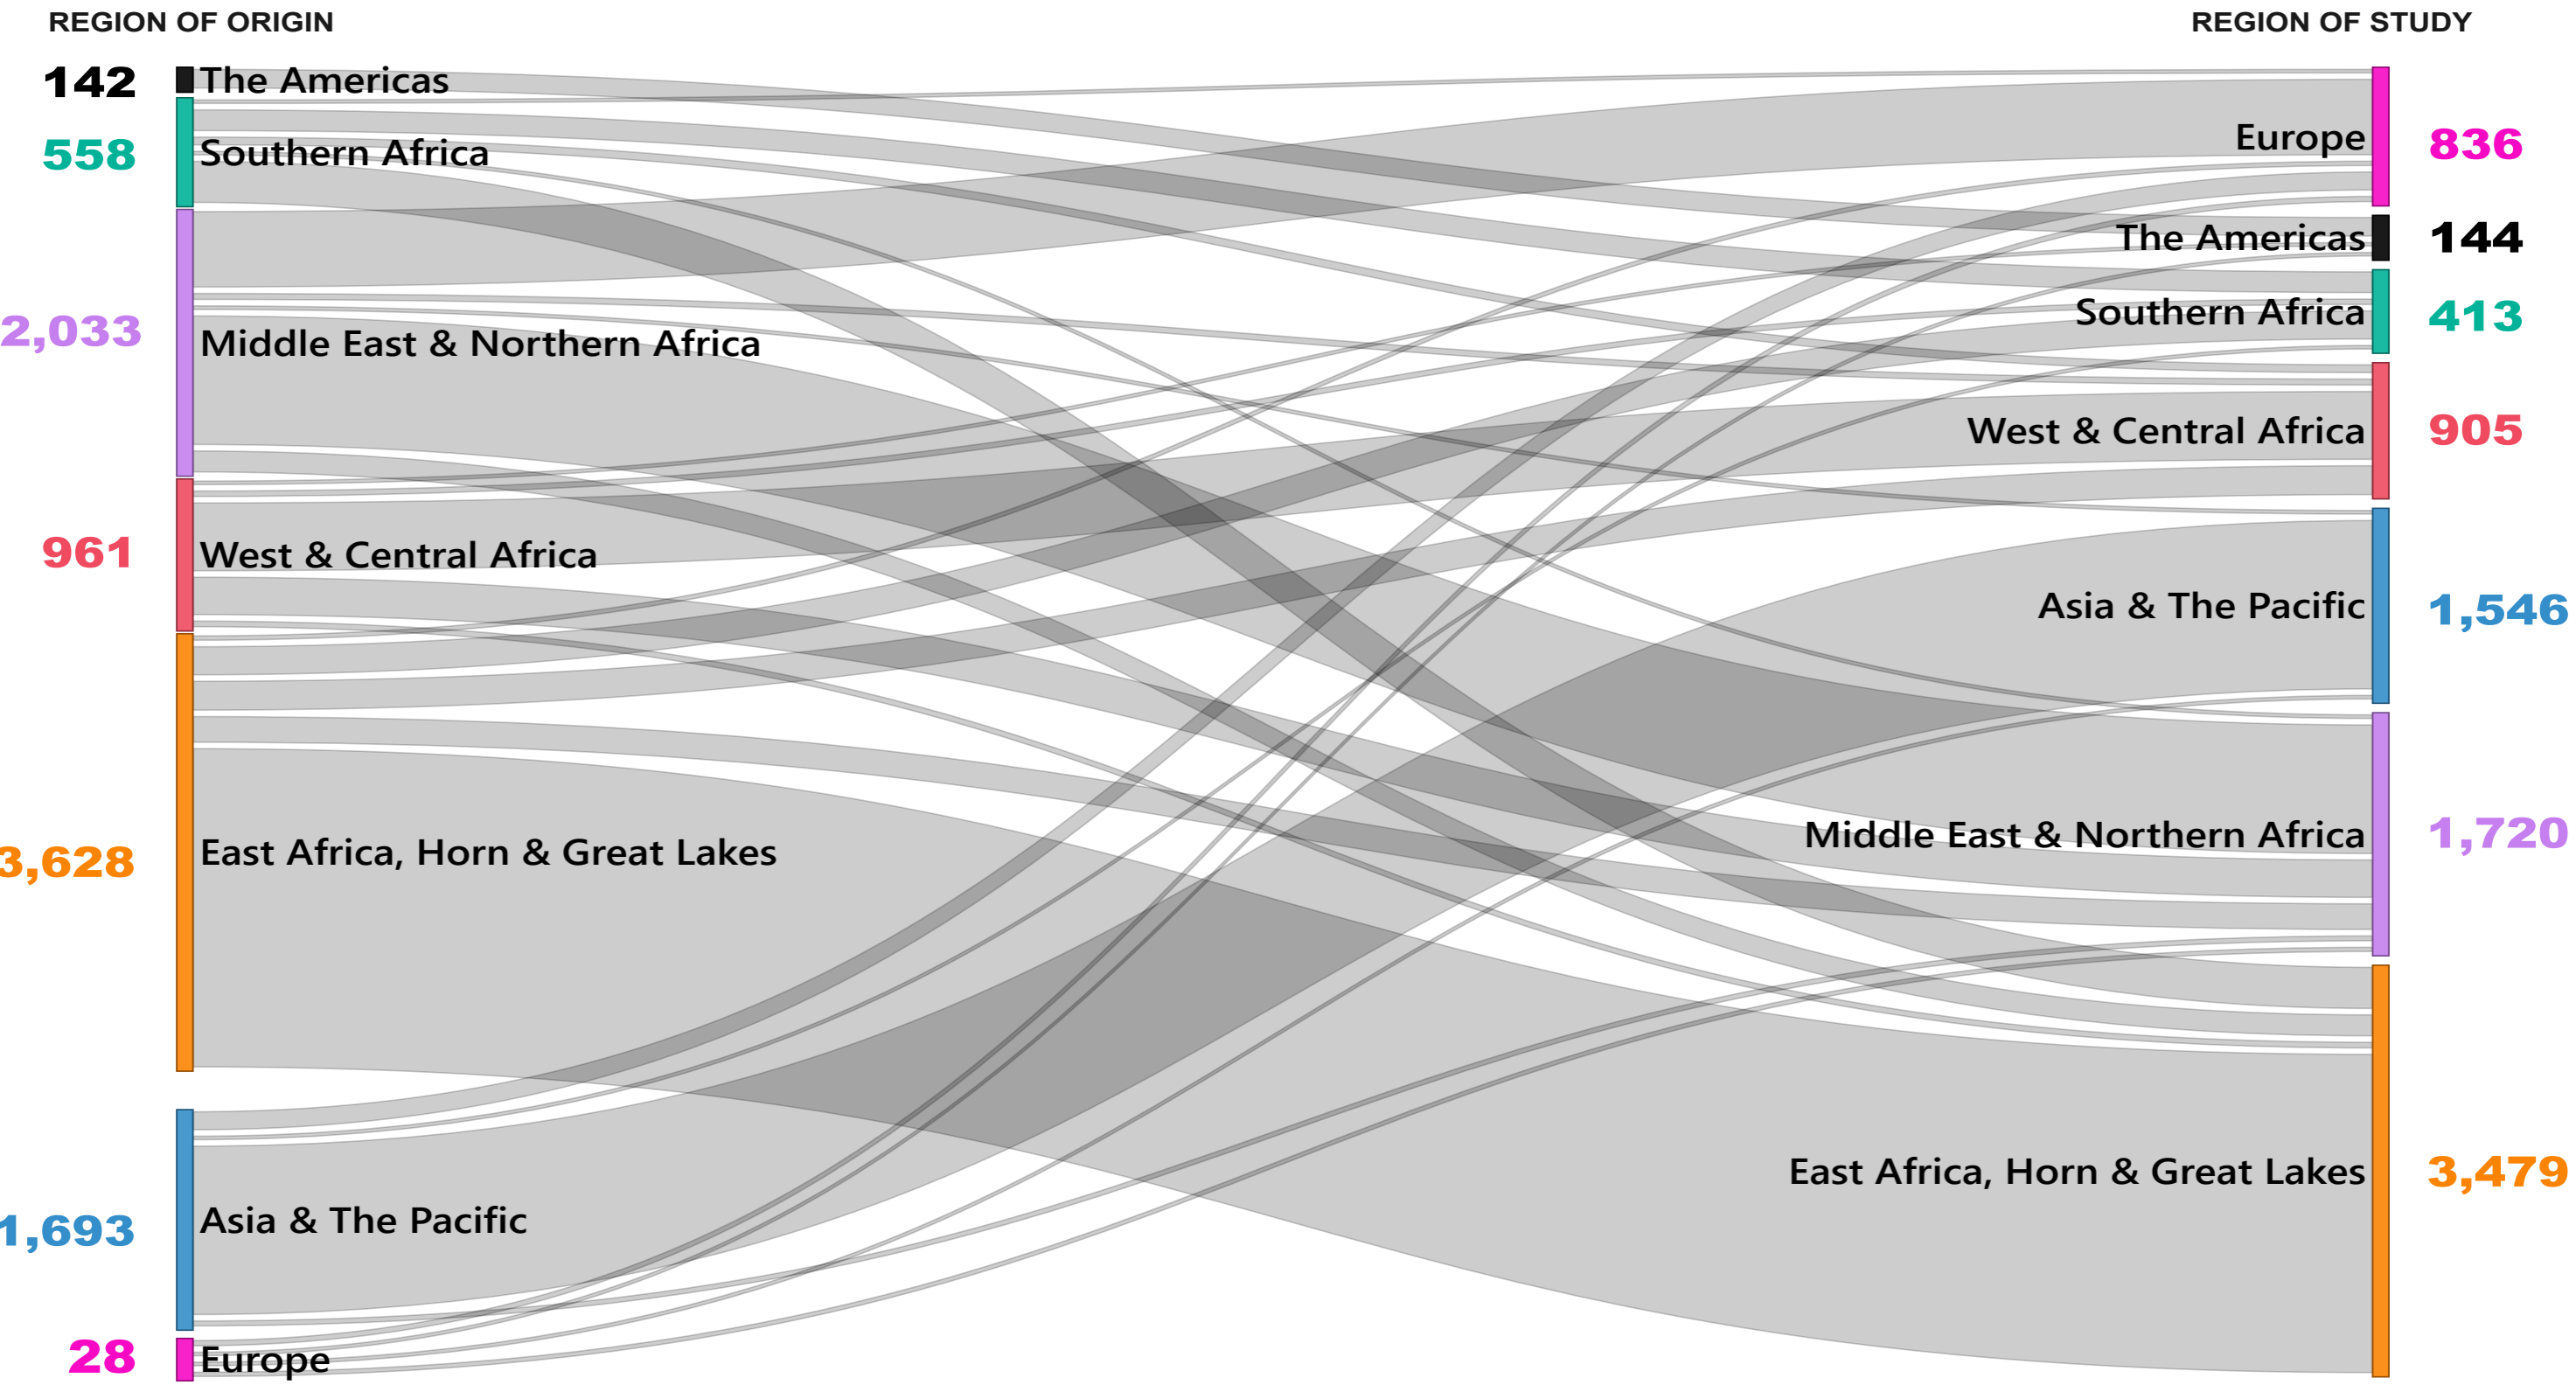 REGION OF ORIGIN
REGION OF STUDY
142 The Americas
558 Southern Africa
2,033 Middle East & Northern Africa
961 West & Central Africa
3,628 East Africa, Horn & Great Lakes
1,693 Asia & The Pacific
28 Europe
Europe 836
The Americas 144
Southern Africa 413
West & Central Africa 905
Asia & The Pacific 1,546
Middle East & Northern Africa 1,720
East Africa, Horn & Great Lakes 3,479